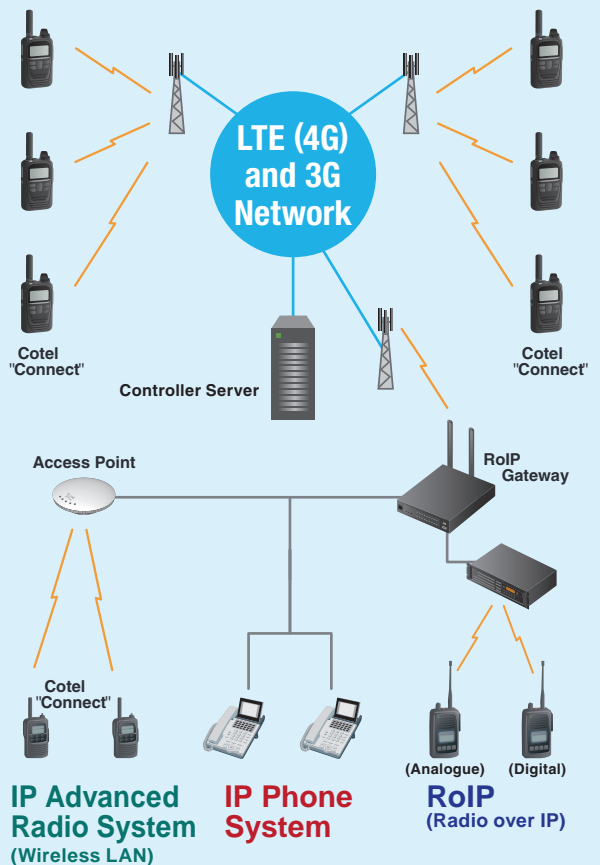 LTE (4G)
and 3G
Network
Cotel
"Connect"
Cotel
"Connect"
Controller Server
Access Point
RoIP
Gateway
Cotel
"Connect"
(Analogue)
(Digital)
IP Advanced
Radio System
(Wireless LAN)
IP Phone
System
RoIP
(Radio over IP)